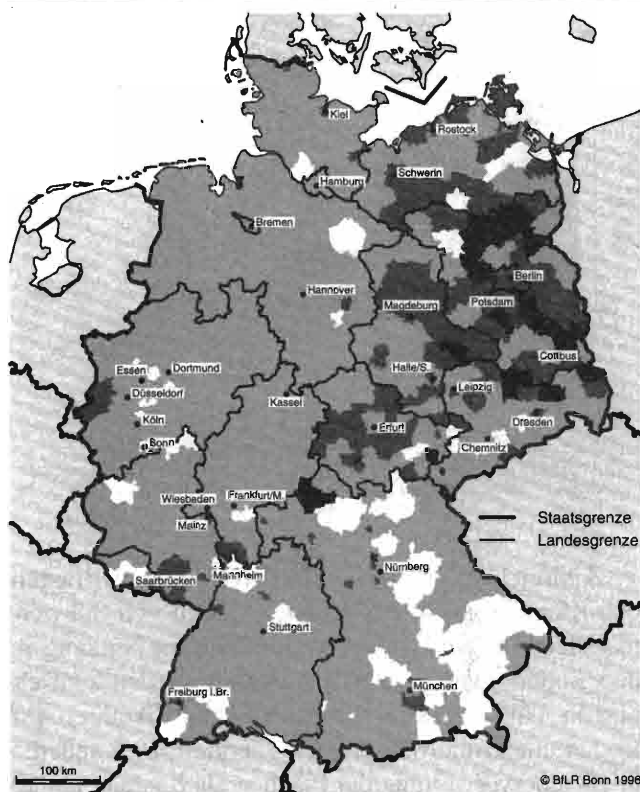 Kiel
Rostock
Schwerin
Hamburg
Bremen
Berlin
Hannover
Magdeburg
Potsdam
Cottbus
Essen
Dortmund
Halle/S.
Düsseldorf
Leipzig
Kassel
Köln
Erfurt
Dresden
Bonn
Chemnitz
Wiesbaden
Frankfurt/M.
Mainz
Staatsgrenze
Landesgrenze
Nürnberg
Mannheim
Saarbrücken
Stuttgart
München
Freiburg i.Br.
100 km
© BfLR Bonn 1996